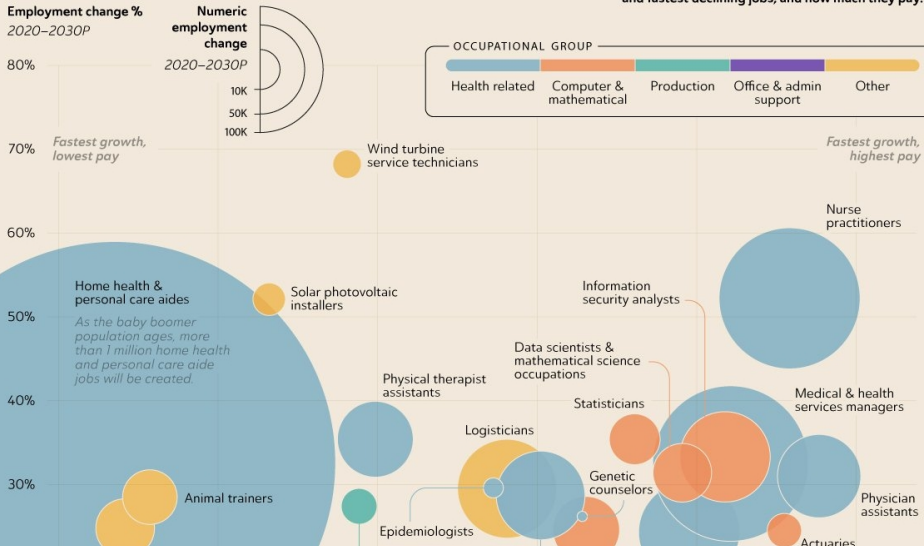 and fastest declining jobs, and how much they pay.
Employment change %
2020–2030P
Numeric
employment
change
2020–2030P
10K
50K
100K
OCCUPATIONAL GROUP
Health related
Computer &
mathematical
Production
Office & admin
support
Other
80%
70%
60%
50%
40%
30%
Fastest growth,
lowest pay
Fastest growth,
highest pay
Wind turbine
service technicians
Nurse
practitioners
Home health &
personal care aides
As the baby boomer
population ages, more
than 1 million home health
and personal care aide
jobs will be created.
Solar photovoltaic
installers
Information
security analysts
Data scientists &
mathematical science
occupations
Physical therapist
assistants
Statisticians
Medical & health
services managers
Logisticians
Genetic
counselors
Animal trainers
Epidemiologists
Physician
assistants
Actuaries